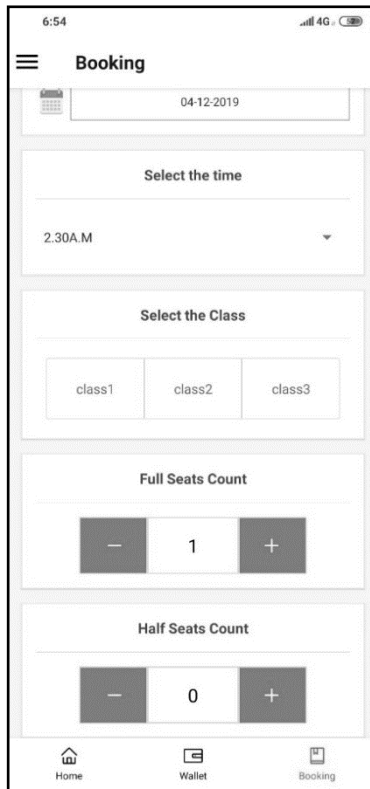 6:54 4G
Booking
04-12-2019
Select the time
2.30A.M
Select the Class
class1 class2 class3
Full Seats Count
− 1 +
Half Seats Count
− 0 +
Home Wallet Booking